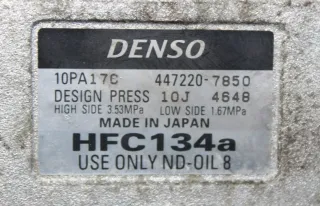 DENSO
10PA17C 447220-7850
DESIGN PRESS 10J 4648
HIGH SIDE 3.53MPa LOW SIDE 1.67MPa
MADE IN JAPAN
HFC134a
USE ONLY ND-OIL 8